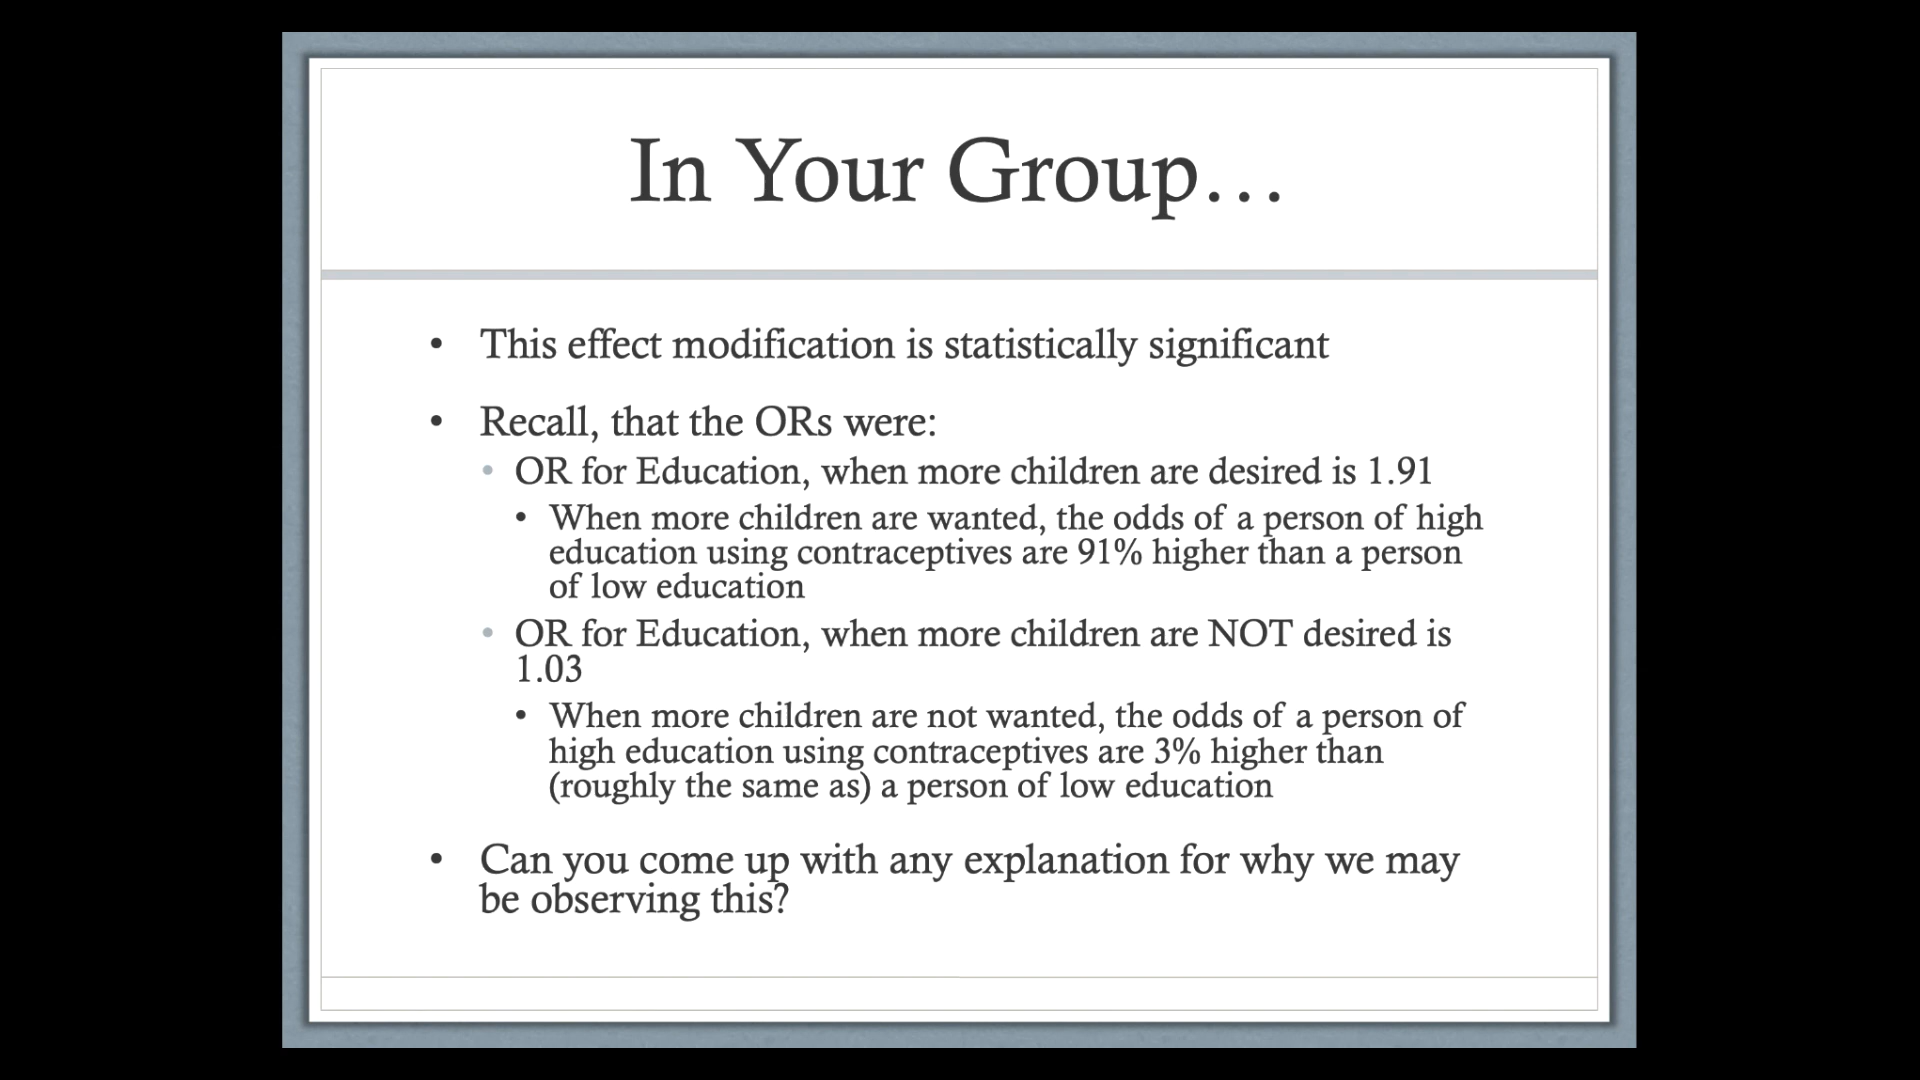 In Your Group…
• This effect modification is statistically significant
• Recall, that the ORs were:
• OR for Education, when more children are desired is 1.91
• When more children are wanted, the odds of a person of high
education using contraceptives are 91% higher than a person
of low education
• OR for Education, when more children are NOT desired is
1.03
• When more children are not wanted, the odds of a person of
high education using contraceptives are 3% higher than
(roughly the same as) a person of low education
• Can you come up with any explanation for why we may
be observing this?